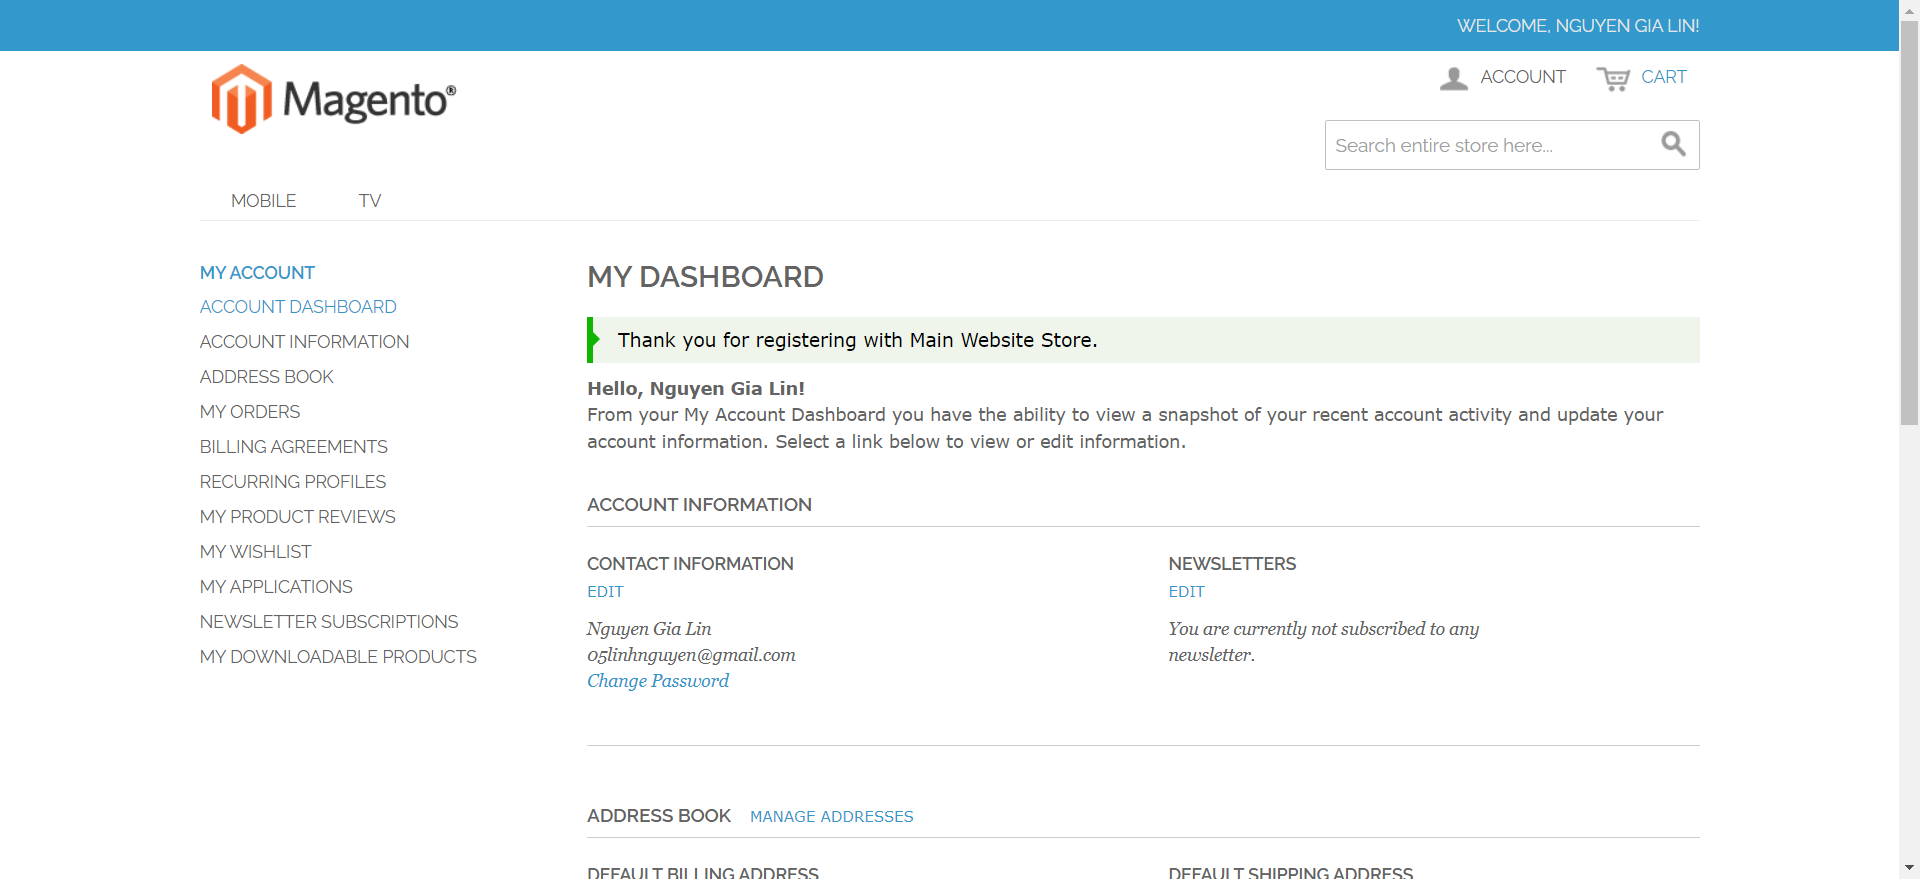 WELCOME, NGUYEN GIA LIN!
Magento®
ACCOUNT
CART
Search entire store here...
MOBILE
TV
MY ACCOUNT
ACCOUNT DASHBOARD
ACCOUNT INFORMATION
ADDRESS BOOK
MY ORDERS
BILLING AGREEMENTS
RECURRING PROFILES
MY PRODUCT REVIEWS
MY WISHLIST
MY APPLICATIONS
NEWSLETTER SUBSCRIPTIONS
MY DOWNLOADABLE PRODUCTS
MY DASHBOARD
Thank you for registering with Main Website Store.
Hello, Nguyen Gia Lin!
From your My Account Dashboard you have the ability to view a snapshot of your recent account activity and update your
account information. Select a link below to view or edit information.
ACCOUNT INFORMATION
CONTACT INFORMATION
EDIT
Nguyen Gia Lin
05linhnguyen@gmail.com
Change Password
NEWSLETTERS
EDIT
You are currently not subscribed to any
newsletter.
ADDRESS BOOK MANAGE ADDRESSES
DEFAULT BILLING ADDRESS
DEFAULT SHIPPING ADDRESS